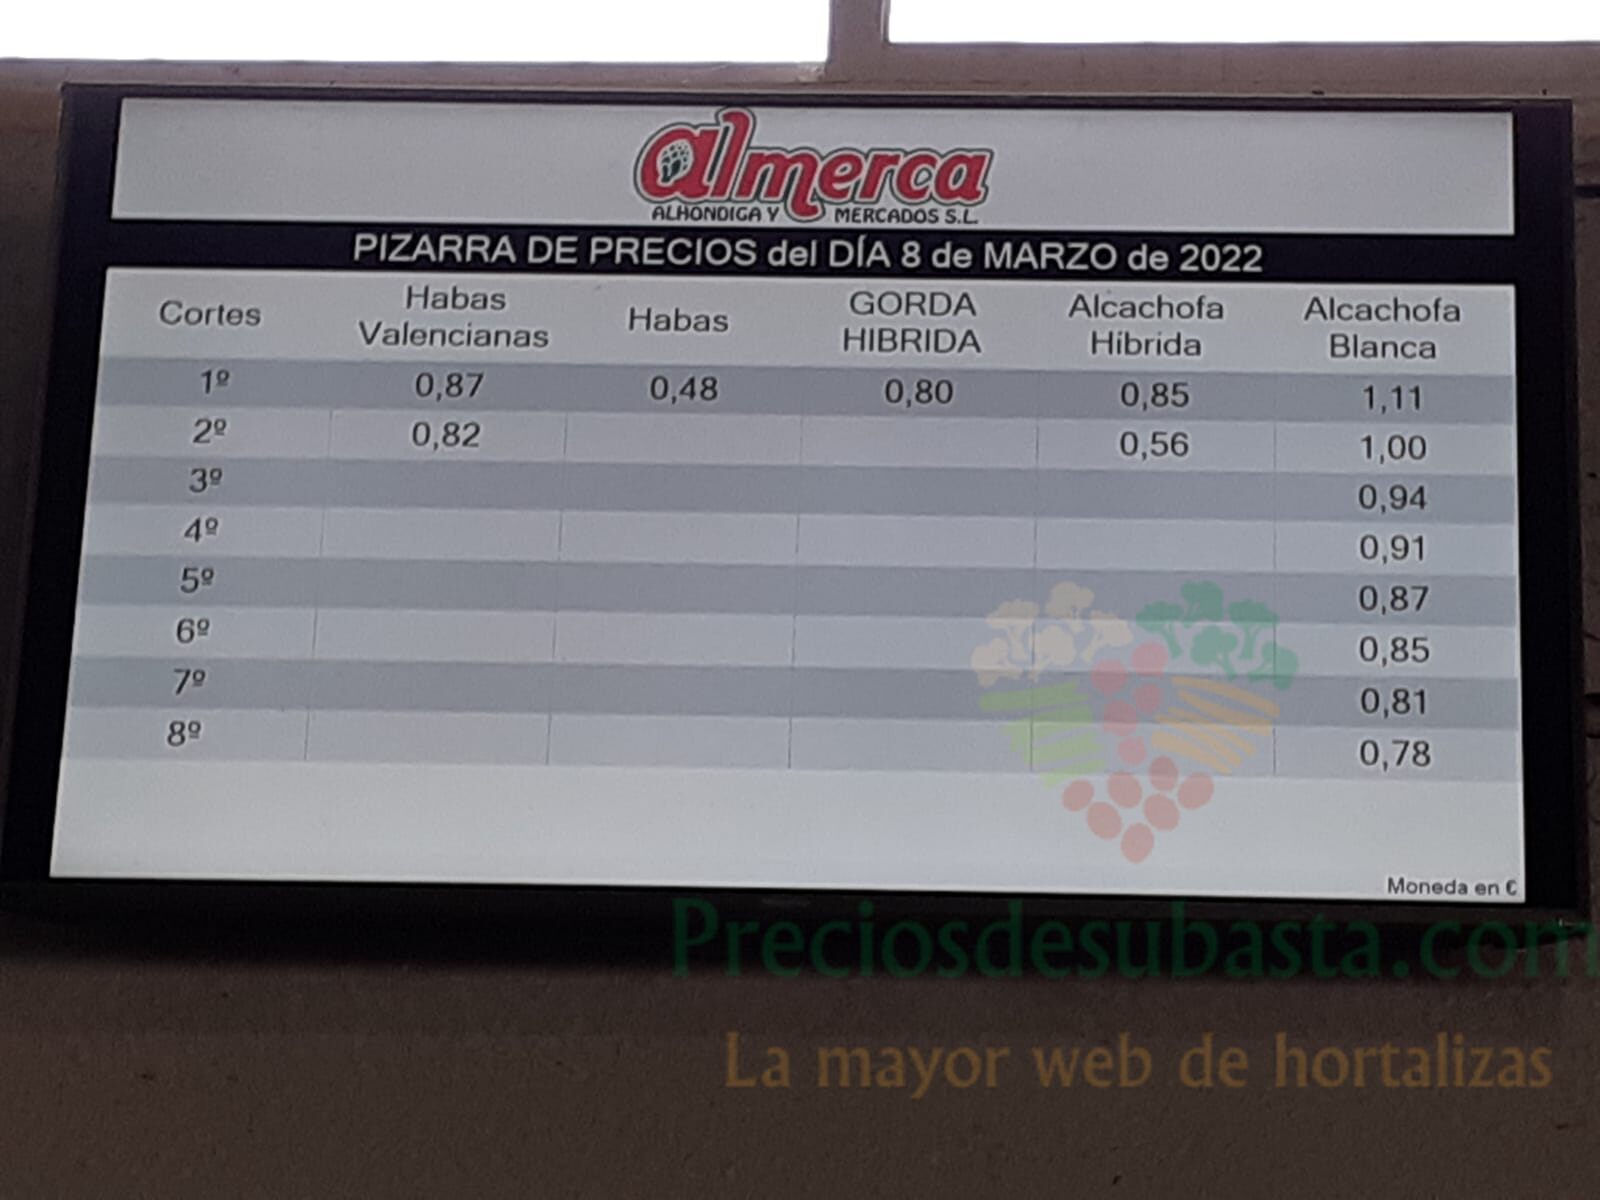 almerca
ALHONDIGA Y MERCADOS S.L.
PIZARRA DE PRECIOS del DÍA 8 de MARZO de 2022
Cortes Habas Valencianas Habas GORDA HIBRIDA Alcachofa Hibrida Alcachofa Blanca
1º 0,87 0,48 0,80 0,85 1,11
2º 0,82 0,56 1,00
3º 0,94
4º 0,91
5º 0,87
6º 0,85
7º 0,81
8º 0,78
Moneda en €
Preciosdesubasta.com
La mayor web de hortalizas